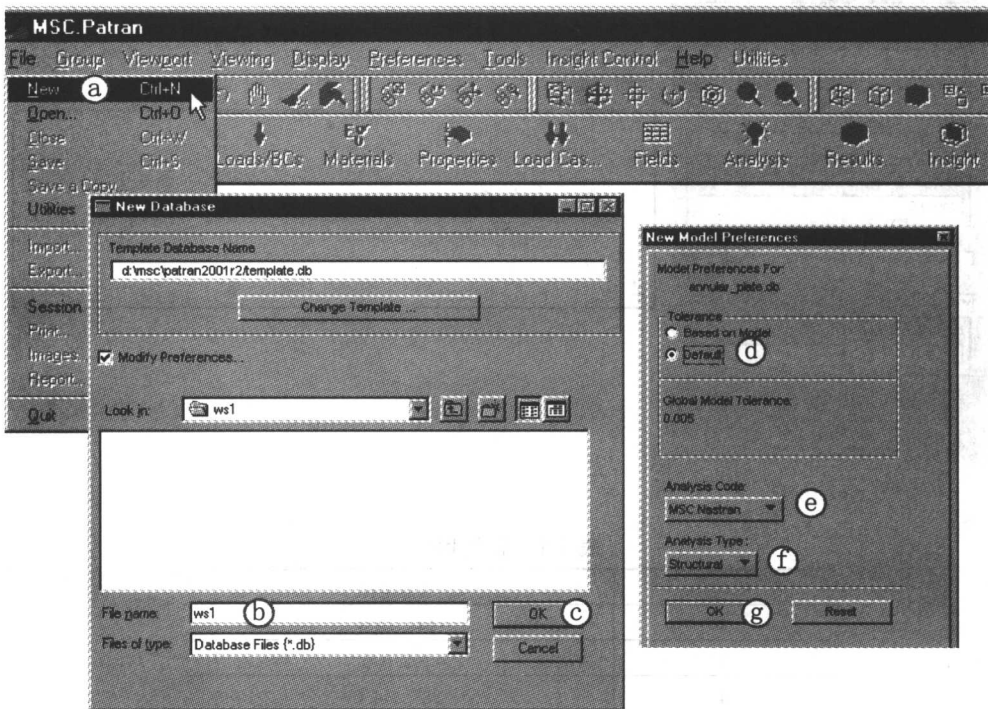 MSC.Patran
File Group Viewport Viewing Display Preferences Tools Insight Control Help Utilities
New a Ctrl+N
Open... Ctrl+O
Close Ctrl+W
Save Ctrl+S
Save a Copy...
Utilities
Import...
Export...
Session
Print...
Images...
Report...
Quit
Loads/BCs Materials Properties Load Cas... Fields Analysis Results Insight
New Database
Template Database Name
d:\msc\patran2001r2/template.db
Change Template ...
Modify Preferences...
Look in: ws1
File name: ws1 b OK c
Files of type: Database Files (*.db) Cancel
New Model Preferences
Model Preferences For:
annular_plate.db
Tolerance
Based on Model
Default d
Global Model Tolerance:
0.005
Analysis Code:
MSC Nastran e
Analysis Type:
Structural f
OK g Reset